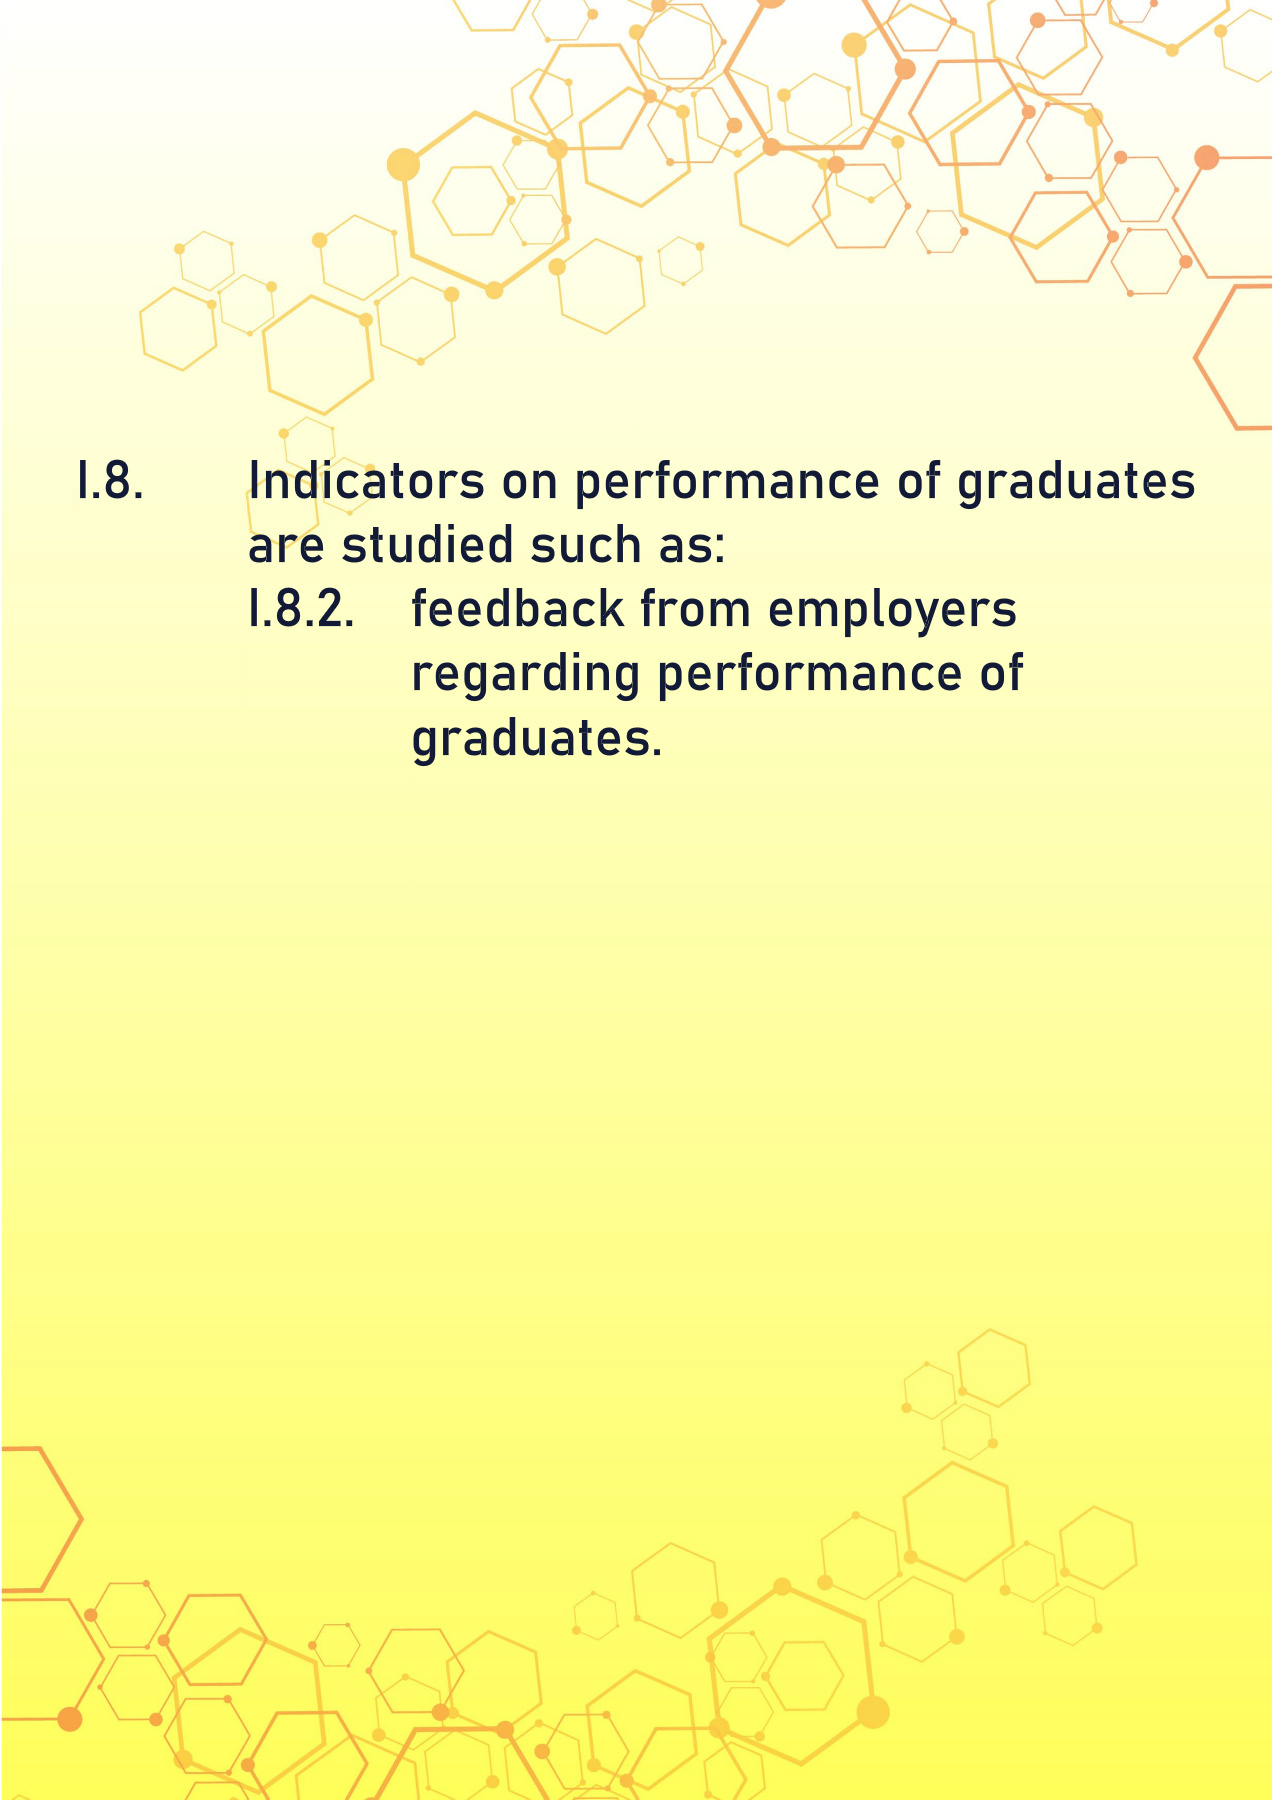 I.8. Indicators on performance of graduates
are studied such as:
I.8.2. feedback from employers
regarding performance of
graduates.